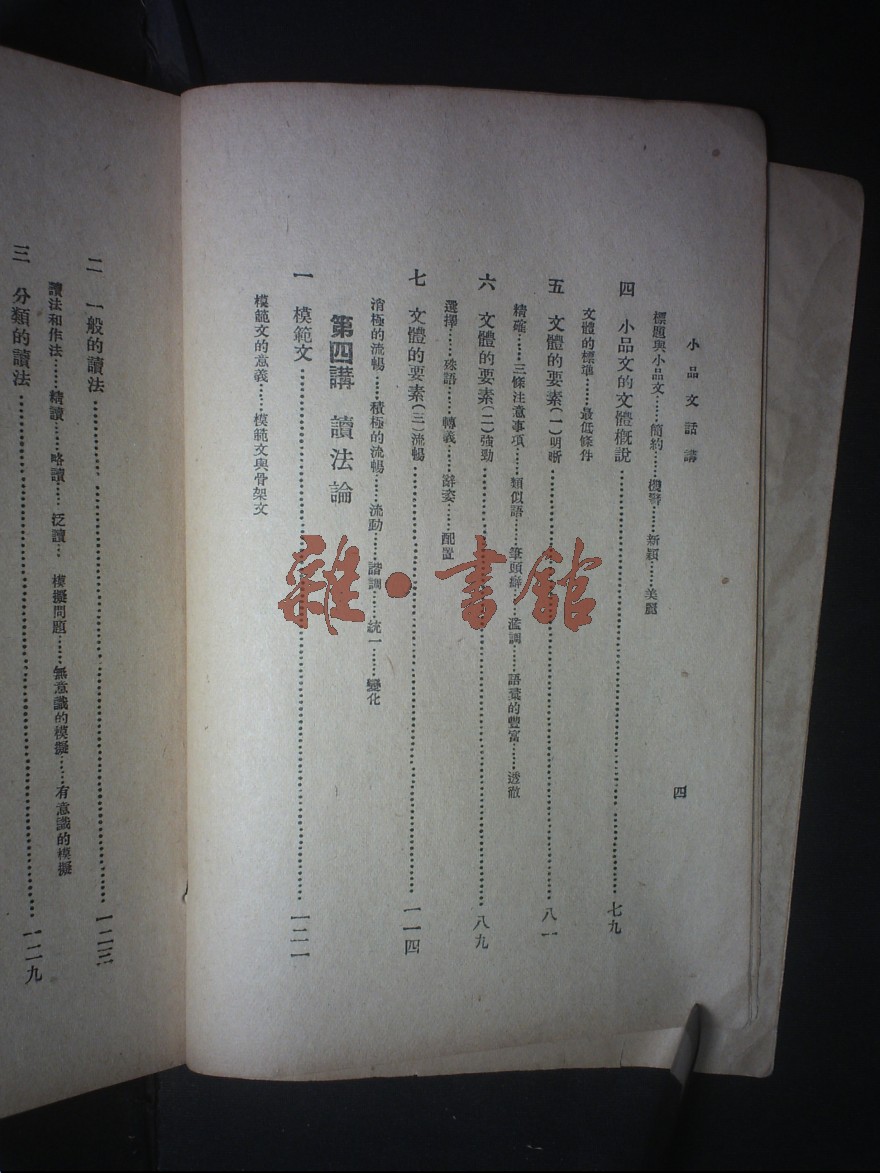 小品文話講
四
標題與小品文……簡約……機警……新穎……美麗
四 小品文的文體概說……七九
文體的標準……最低條件
五 文體的要素(一)明晰……八一
精確……三條注意事項……類似語……筆頭癖……濫調……語彙的豐富……透徹
六 文體的要素(二)強勁……八九
選擇……殊語……轉義……辭姿……配置
七 文體的要素(三)流暢……一一四
消極的流暢……積極的流暢……流動……諧調……統一……變化
第四講 讀法論
一 模範文……一二一
模範文的意義……模範文與骨架文
二 一般的讀法……一二三
讀法和作法……精讀……略讀……泛讀… 模擬問題……無意識的模擬……有意識的模擬
三 分類的讀法……一二九
雜·書館